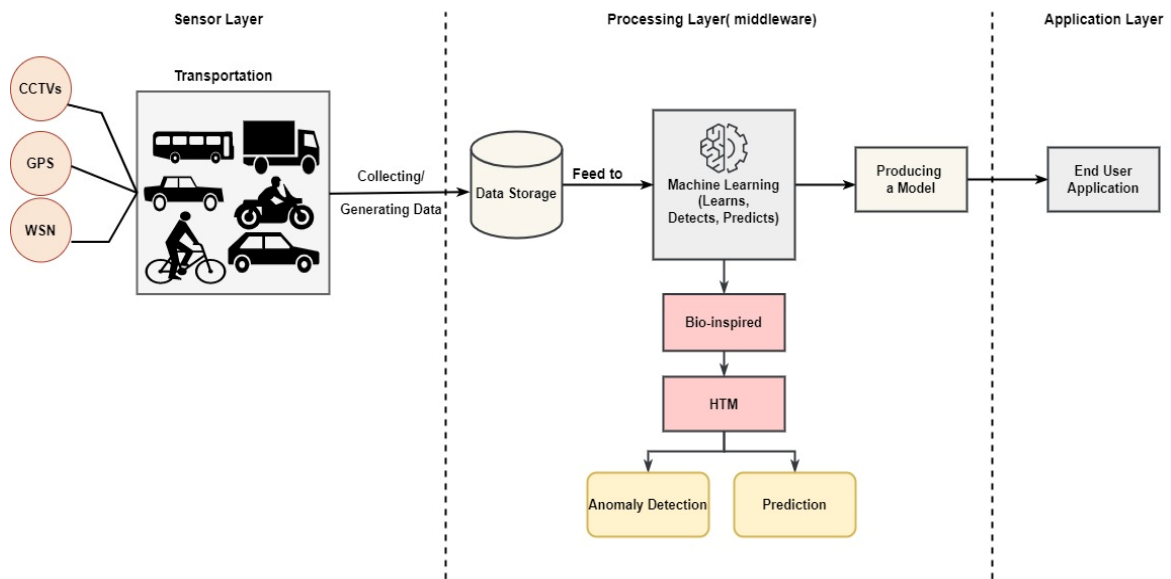 Sensor Layer
Processing Layer( middleware)
Application Layer
Transportation
CCTVs
GPS
WSN
Collecting/
Generating Data
Data Storage
Feed to
Machine Learning
(Learns,
Detects, Predicts)
Producing
a Model
End User
Application
Bio-inspired
HTM
Anomaly Detection
Prediction